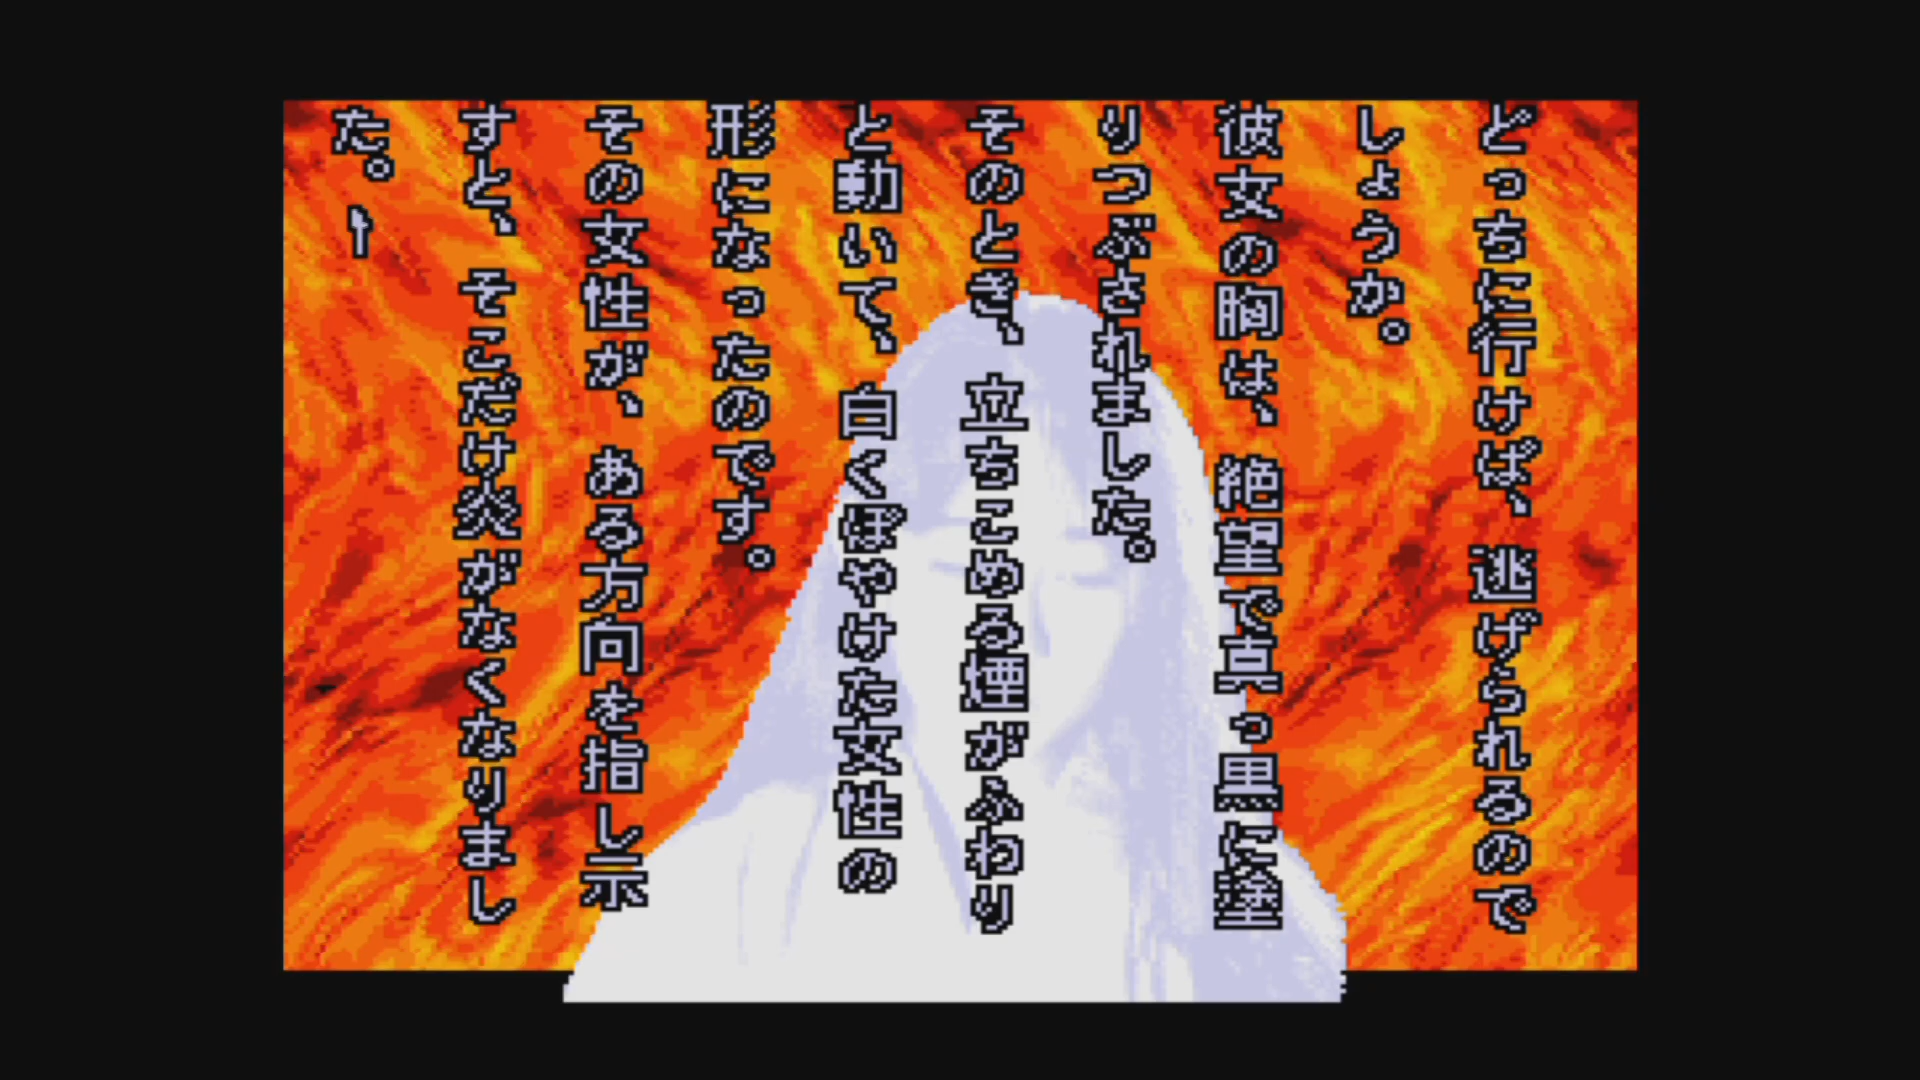 どっちに行けば、逃げられるので
しょうか。
彼女の胸は、絶望で真っ黒に塗
りつぶされました。
そのとき、立ちこめる煙がふわり
と動いて、白くぼやけた女性の
形になったのです。
その女性が、ある方向を指し示
すと、そこだけ炎がなくなりまし
た。